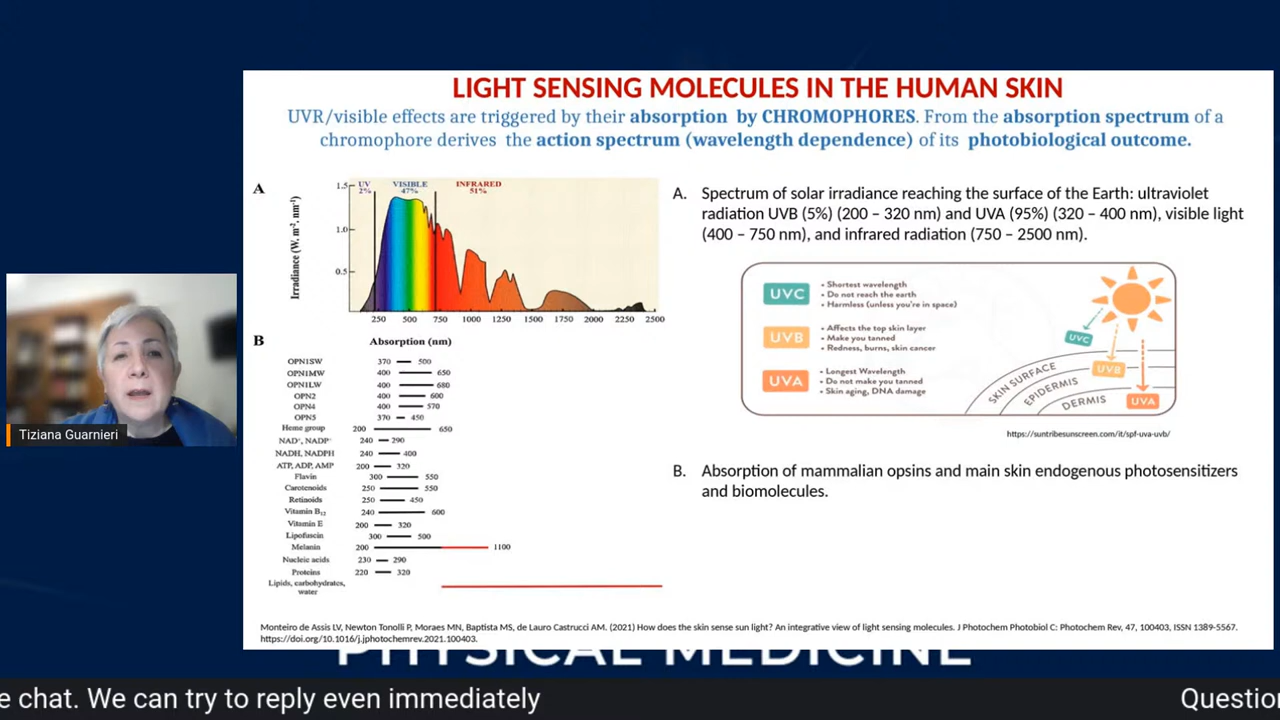 LIGHT SENSING MOLECULES IN THE HUMAN SKIN
UVR/visible effects are triggered by their absorption by CHROMOPHORES. From the absorption spectrum of a
chromophore derives the action spectrum (wavelength dependence) of its photobiological outcome.
A
Irradiance (W. m⁻². nm⁻¹)
1.5
1.0
0.5
UV
2%
VISIBLE
47%
INFRARED
51%
250 500 750 1000 1250 1500 1750 2000 2250 2500
B
Absorption (nm)
OPN1SW 370 500
OPN1MW 400 650
OPN1LW 400 680
OPN2 400 600
OPN4 400 570
OPN5 370 450
Heme group 200 650
NAD⁺, NADP⁺ 240 290
NADH, NADPH 240 400
ATP, ADP, AMP 200 320
Flavin 300 550
Carotenoids 250 550
Retinoids 250 450
Vitamin B₁₂ 240 600
Vitamin E 200 320
Lipofuscin 300 500
Melanin 200 1100
Nucleic acids 230 290
Proteins 220 320
Lipids, carbohydrates,
water
A. Spectrum of solar irradiance reaching the surface of the Earth: ultraviolet
radiation UVB (5%) (200 – 320 nm) and UVA (95%) (320 – 400 nm), visible light
(400 – 750 nm), and infrared radiation (750 – 2500 nm).
UVC
• Shortest wavelength
• Do not reach the earth
• Harmless (unless you're in space)
UVB
• Affects the top skin layer
• Make you tanned
• Redness, burns, skin cancer
UVA
• Longest Wavelength
• Do not make you tanned
• Skin aging, DNA damage
UVC
UVB
UVA
SKIN SURFACE
EPIDERMIS
DERMIS
https://suntribesunscreen.com/it/spf-uva-uvb/
B. Absorption of mammalian opsins and main skin endogenous photosensitizers
and biomolecules.
Monteiro de Assis LV, Newton Tonolli P, Moraes MN, Baptista MS, de Lauro Castrucci AM. (2021) How does the skin sense sun light? An integrative view of light sensing molecules. J Photochem Photobiol C: Photochem Rev, 47, 100403, ISSN 1389-5567.
https://doi.org/10.1016/j.jphotochemrev.2021.100403.
Tiziana Guarnieri
PHYSICAL MEDICINE
e chat. We can try to reply even immediately
Question